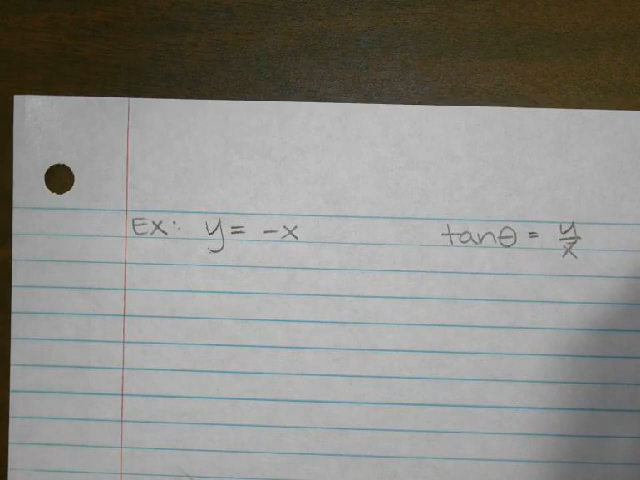 EX: y = -x tanθ = y/x